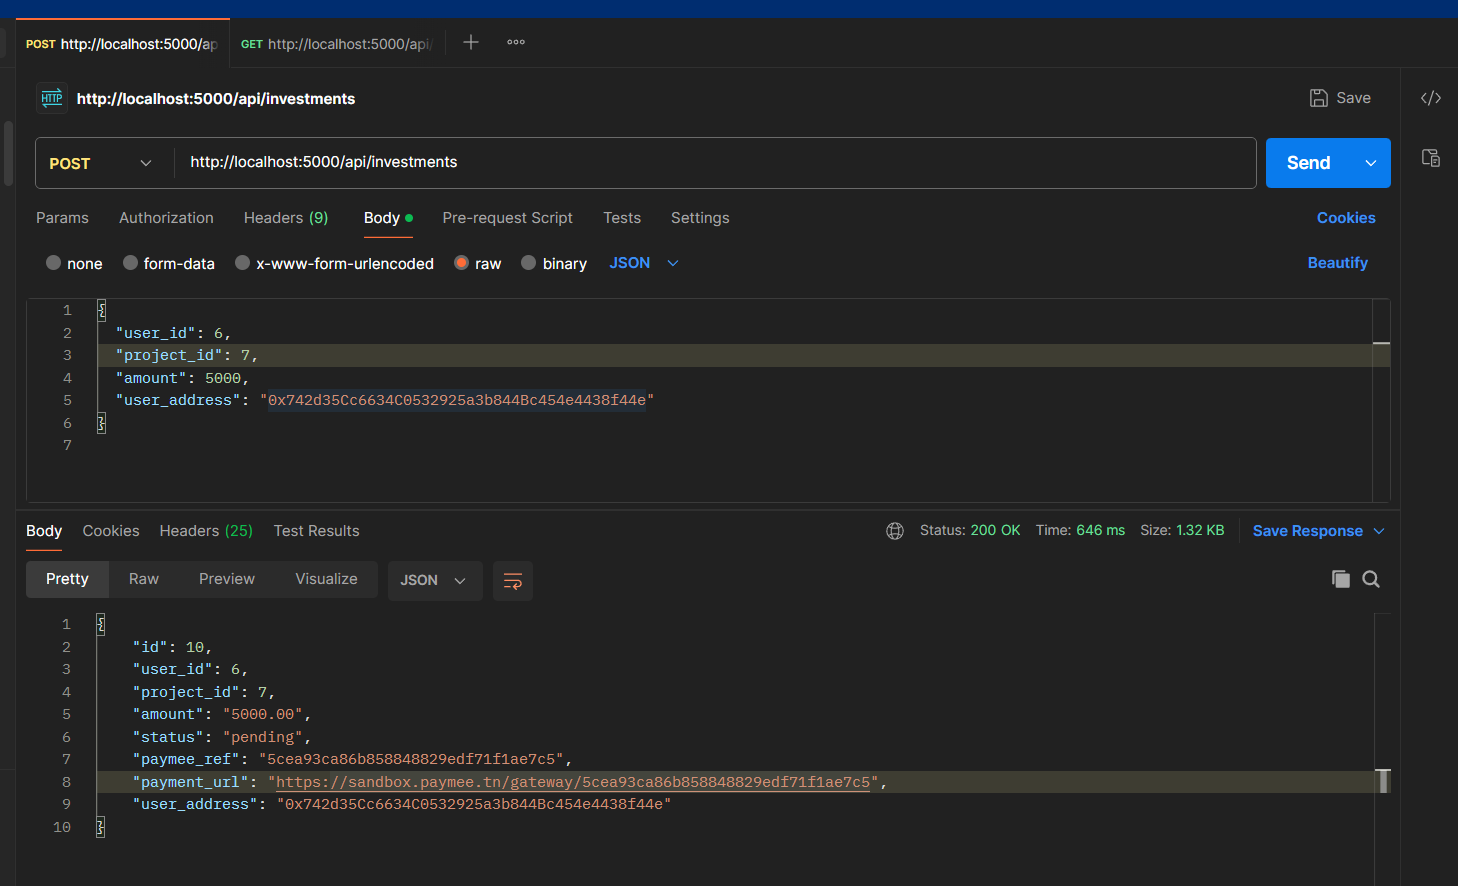 POST http://localhost:5000/ap
GET http://localhost:5000/api/
HTTP http://localhost:5000/api/investments
Save
POST http://localhost:5000/api/investments
Send
Params Authorization Headers (9) Body Pre-request Script Tests Settings Cookies
none form-data x-www-form-urlencoded raw binary JSON Beautify
1 {
2 "user_id": 6,
3 "project_id": 7,
4 "amount": 5000,
5 "user_address": "0x742d35Cc6634C0532925a3b844Bc454e4438f44e"
6 }
7
Body Cookies Headers (25) Test Results Status: 200 OK Time: 646 ms Size: 1.32 KB Save Response
Pretty Raw Preview Visualize JSON
1 {
2 "id": 10,
3 "user_id": 6,
4 "project_id": 7,
5 "amount": "5000.00",
6 "status": "pending",
7 "paymee_ref": "5cea93ca86b858848829edf71f1ae7c5",
8 "payment_url": "https://sandbox.paymee.tn/gateway/5cea93ca86b858848829edf71f1ae7c5",
9 "user_address": "0x742d35Cc6634C0532925a3b844Bc454e4438f44e"
10 }